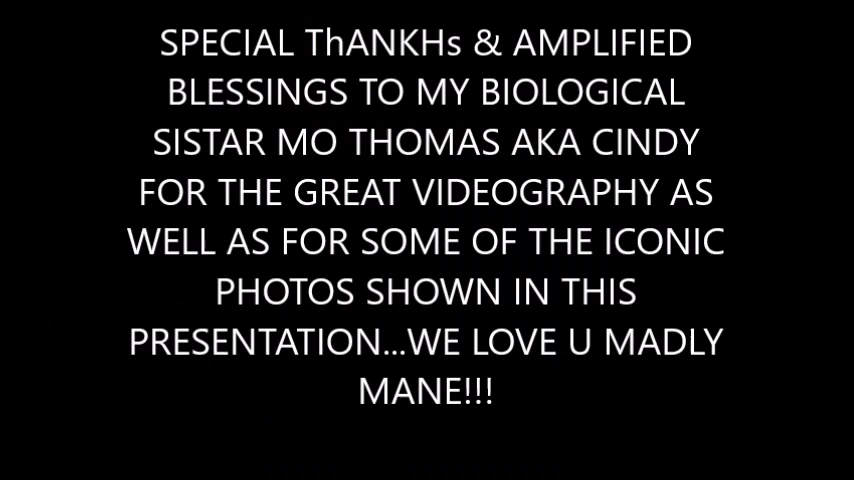 SPECIAL ThANKHs & AMPLIFIED
BLESSINGS TO MY BIOLOGICAL
SISTAR MO THOMAS AKA CINDY
FOR THE GREAT VIDEOGRAPHY AS
WELL AS FOR SOME OF THE ICONIC
PHOTOS SHOWN IN THIS
PRESENTATION...WE LOVE U MADLY
MANE!!!